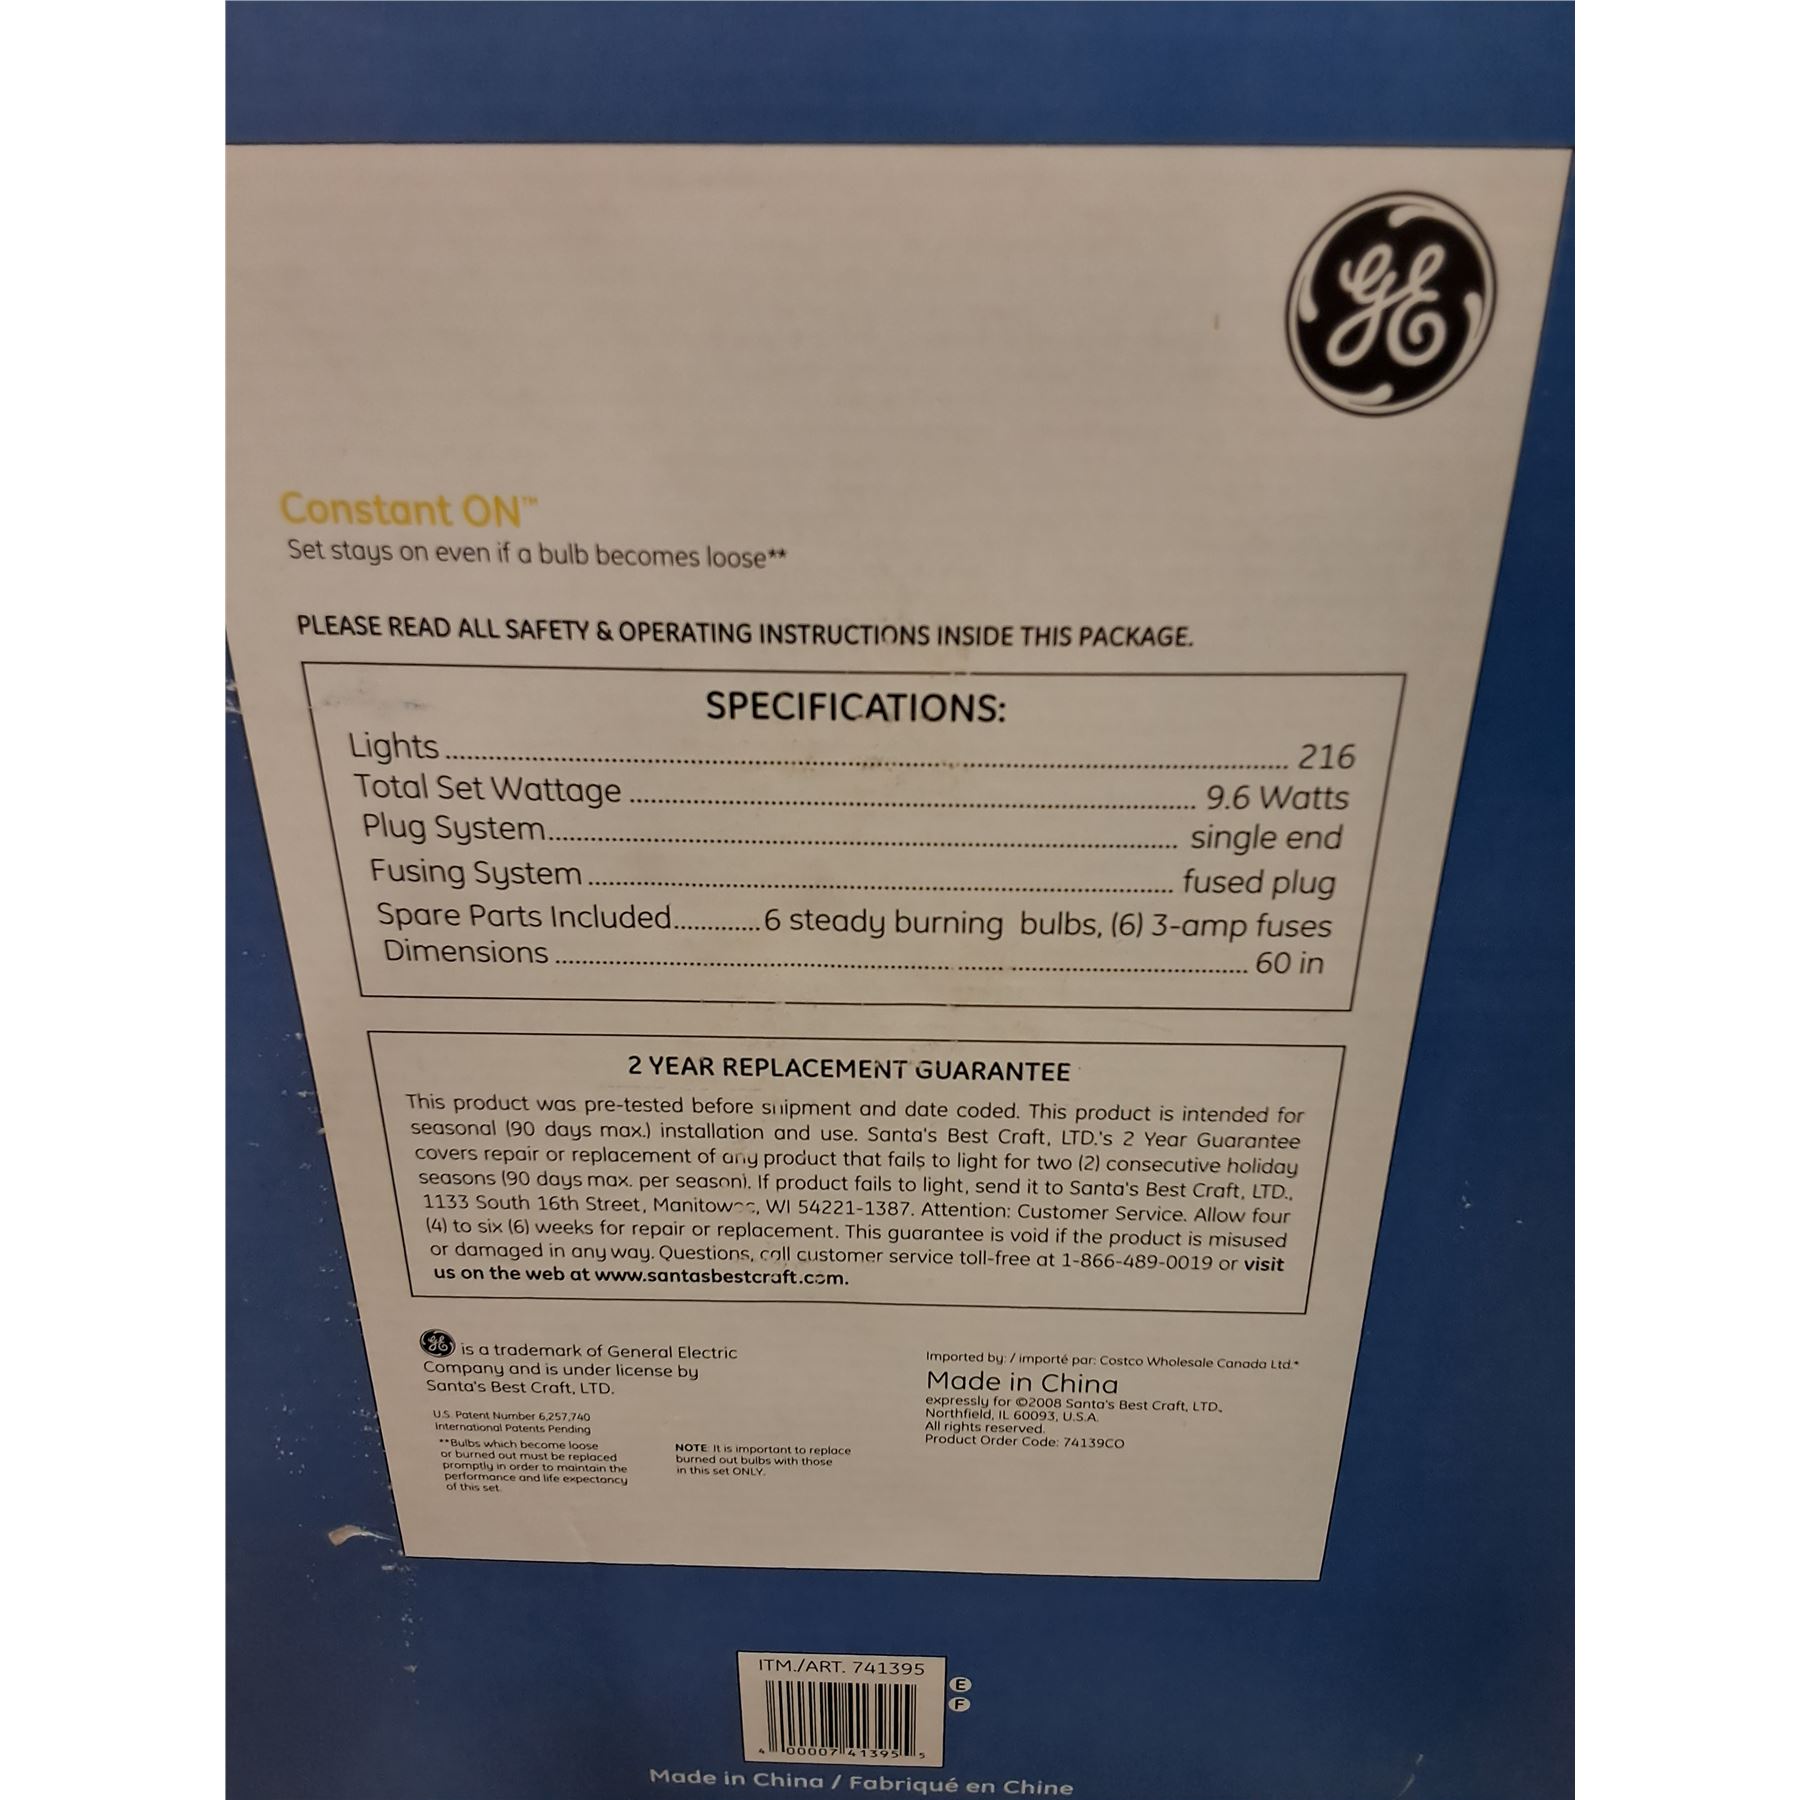 GE
Constant ON™
Set stays on even if a bulb becomes loose**
PLEASE READ ALL SAFETY & OPERATING INSTRUCTIONS INSIDE THIS PACKAGE.
SPECIFICATIONS:
Lights 216
Total Set Wattage 9.6 Watts
Plug System single end
Fusing System fused plug
Spare Parts Included 6 steady burning bulbs, (6) 3-amp fuses
Dimensions 60 in
2 YEAR REPLACEMENT GUARANTEE
This product was pre-tested before shipment and date coded. This product is intended for
seasonal (90 days max.) installation and use. Santa's Best Craft, LTD.'s 2 Year Guarantee
covers repair or replacement of any product that fails to light for two (2) consecutive holiday
seasons (90 days max. per season). If product fails to light, send it to Santa's Best Craft, LTD.,
1133 South 16th Street, Manitowoc, WI 54221-1387. Attention: Customer Service. Allow four
(4) to six (6) weeks for repair or replacement. This guarantee is void if the product is misused
or damaged in any way. Questions, call customer service toll-free at 1-866-489-0019 or visit
us on the web at www.santasbestcraft.com.
GE is a trademark of General Electric
Company and is under license by
Santa's Best Craft, LTD.
U.S. Patent Number 6,257,740
International Patents Pending
**Bulbs which become loose
or burned out must be replaced
promptly in order to maintain the
performance and life expectancy
of this set.
NOTE: It is important to replace
burned out bulbs with those
in this set ONLY.
Imported by: / importé par: Costco Wholesale Canada Ltd.*
Made in China
expressly for ©2008 Santa's Best Craft, LTD.
Northfield, IL 60093, U.S.A.
All rights reserved.
Product Order Code: 74139CO
ITM./ART. 741395
E
F
4 00007 41395 5
Made in China / Fabriqué en Chine